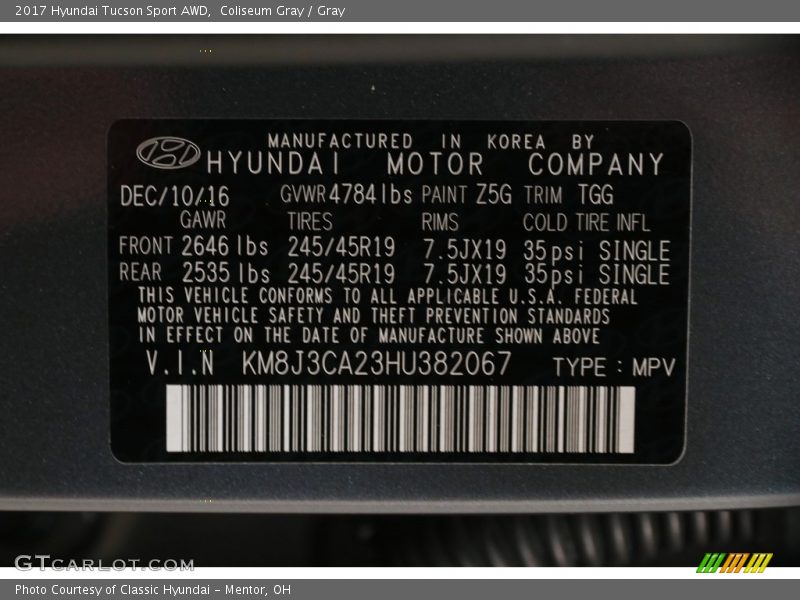 2017 Hyundai Tucson Sport AWD,  Coliseum Gray / Gray
MANUFACTURED IN KOREA BY
HYUNDAI MOTOR COMPANY
DEC/10/16 GVWR 4784lbs PAINT Z5G TRIM TGG
GAWR TIRES RIMS COLD TIRE INFL
FRONT 2646 lbs 245/45R19 7.5JX19 35psi SINGLE
REAR 2535 lbs 245/45R19 7.5JX19 35psi SINGLE
THIS VEHICLE CONFORMS TO ALL APPLICABLE U.S.A. FEDERAL
MOTOR VEHICLE SAFETY AND THEFT PREVENTION STANDARDS
IN EFFECT ON THE DATE OF MANUFACTURE SHOWN ABOVE
V.I.N KM8J3CA23HU382067 TYPE : MPV
GTCARLOT.COM
Photo Courtesy of Classic Hyundai - Mentor, OH